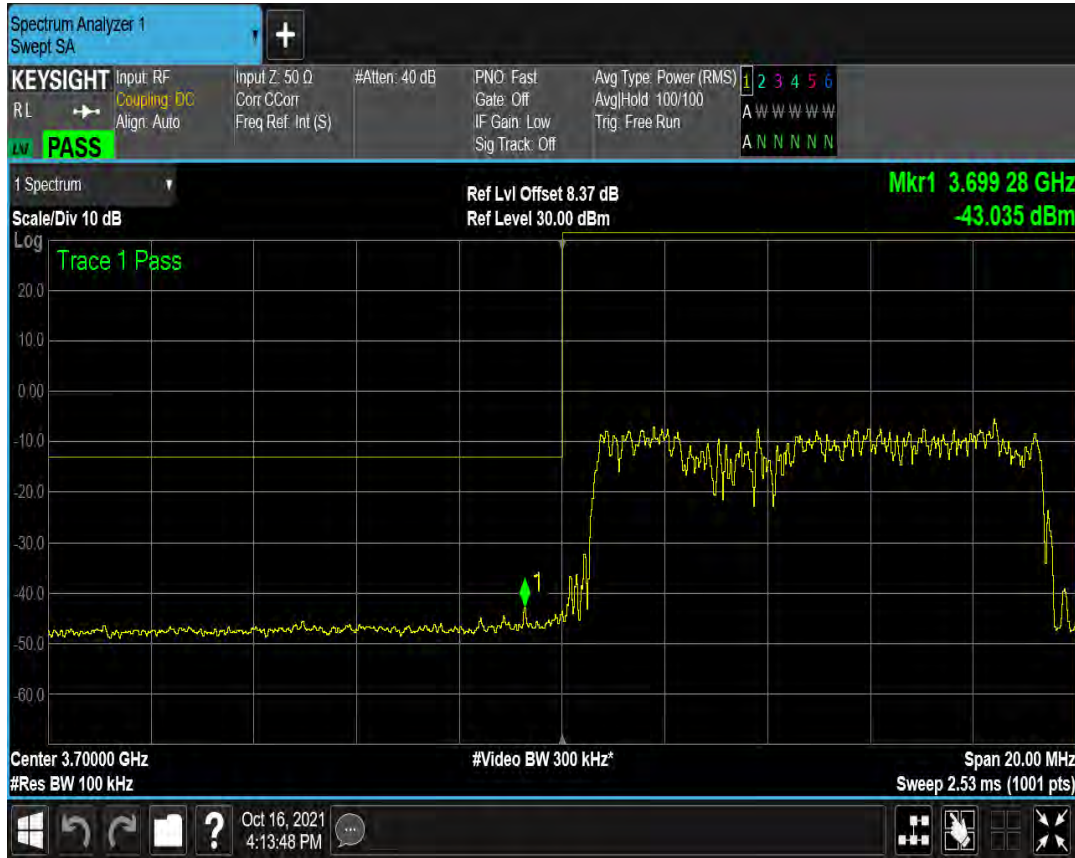 Spectrum Analyzer 1
Swept SA
+
KEYSIGHT Input: RF Input Z: 50 Ω #Atten: 40 dB PNO: Fast Avg Type: Power (RMS) 1 2 3 4 5 6
RL Coupling: DC Corr CCorr Gate: Off Avg|Hold: 100/100 A W W W W W
Align: Auto Freq Ref: Int (S) IF Gain: Low Trig: Free Run
PASS Sig Track: Off A N N N N N
1 Spectrum Ref Lvl Offset 8.37 dB Mkr1 3.699 28 GHz
Scale/Div 10 dB Ref Level 30.00 dBm -43.035 dBm
Log
Trace 1 Pass
20.0
10.0
0.00
-10.0
-20.0
-30.0
-40.0
1
-50.0
-60.0
Center 3.70000 GHz #Video BW 300 kHz* Span 20.00 MHz
#Res BW 100 kHz Sweep 2.53 ms (1001 pts)
? Oct 16, 2021
4:13:48 PM